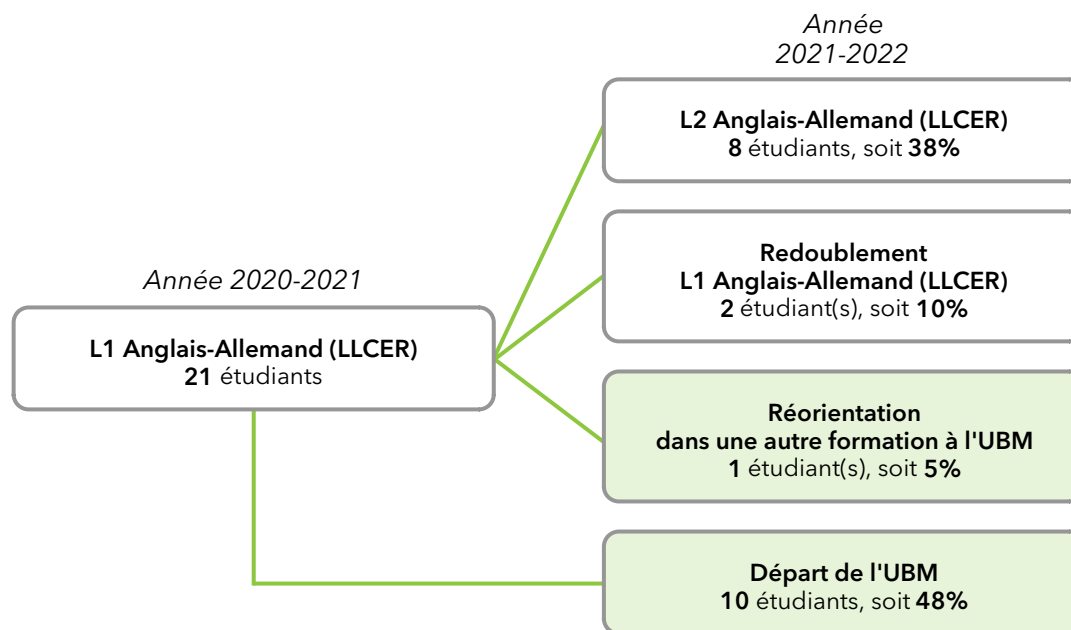 Année
2021-2022
L2 Anglais-Allemand (LLCER)
8 étudiants, soit 38%
Redoublement
L1 Anglais-Allemand (LLCER)
2 étudiant(s), soit 10%
Année 2020-2021
L1 Anglais-Allemand (LLCER)
21 étudiants
Réorientation
dans une autre formation à l'UBM
1 étudiant(s), soit 5%
Départ de l'UBM
10 étudiants, soit 48%